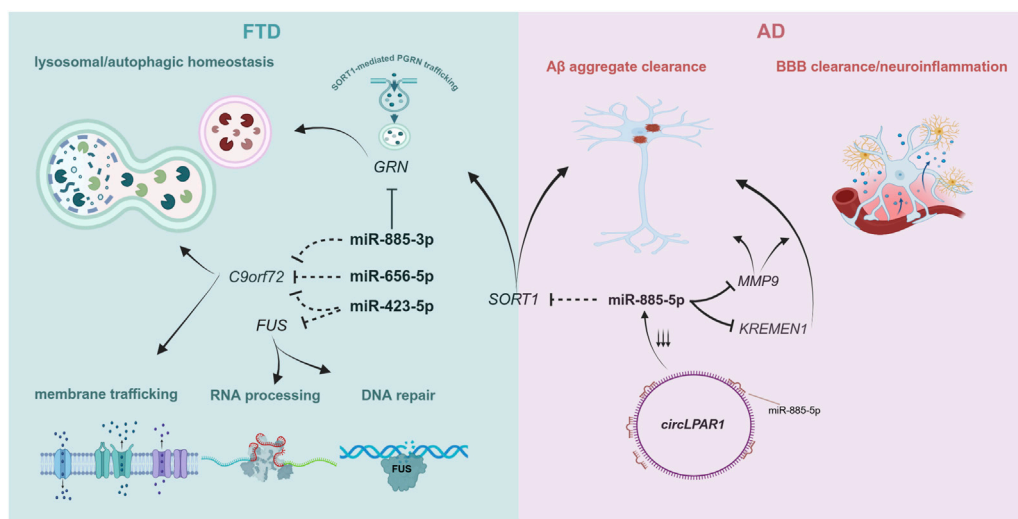 FTD
AD
lysosomal/autophagic homeostasis
SORT1-mediated PGRN trafficking
Aβ aggregate clearance
BBB clearance/neuroinflammation
GRN
miR-885-3p
C9orf72
miR-656-5p
miR-423-5p
FUS
SORT1
miR-885-5p
MMP9
KREMEN1
membrane trafficking
RNA processing
DNA repair
FUS
circLPAR1
miR-885-5p